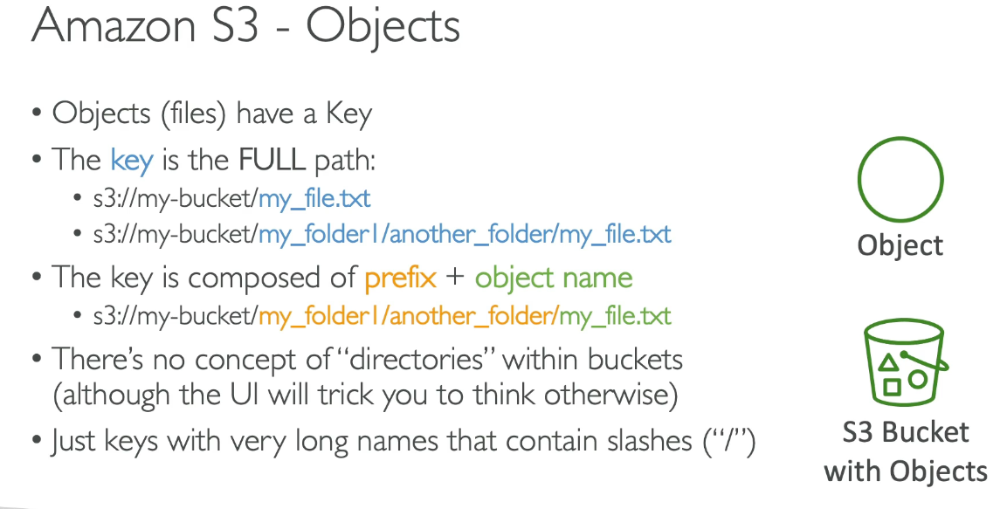 Amazon S3 - Objects
• Objects (files) have a Key
• The key is the FULL path:
• s3://my-bucket/my_file.txt
• s3://my-bucket/my_folder1/another_folder/my_file.txt
• The key is composed of prefix + object name
• s3://my-bucket/my_folder1/another_folder/my_file.txt
• There’s no concept of “directories” within buckets
(although the UI will trick you to think otherwise)
• Just keys with very long names that contain slashes (“/”)
Object
S3 Bucket
with Objects